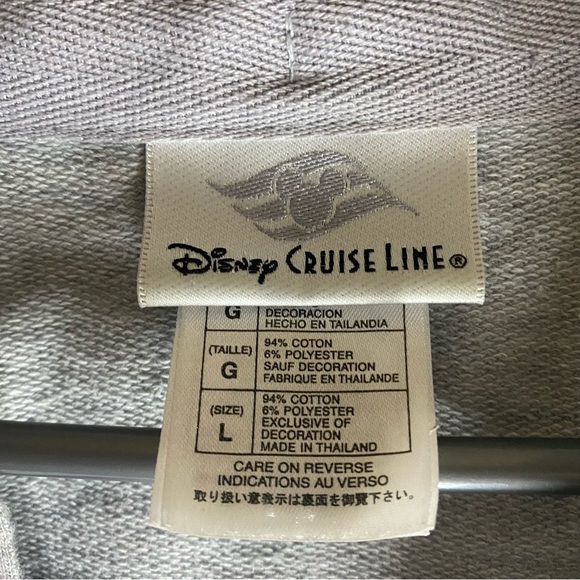 Disney CRUISE LINE®
G
DECORACION
HECHO EN TAILANDIA
(TAILLE)
G
94% COTON
6% POLYESTER
SAUF DECORATION
FABRIQUE EN THAILANDE
(SIZE)
L
94% COTTON
6% POLYESTER
EXCLUSIVE OF
DECORATION
MADE IN THAILAND
CARE ON REVERSE
INDICATIONS AU VERSO
取り扱い意表示は裏面を御覧下さい。